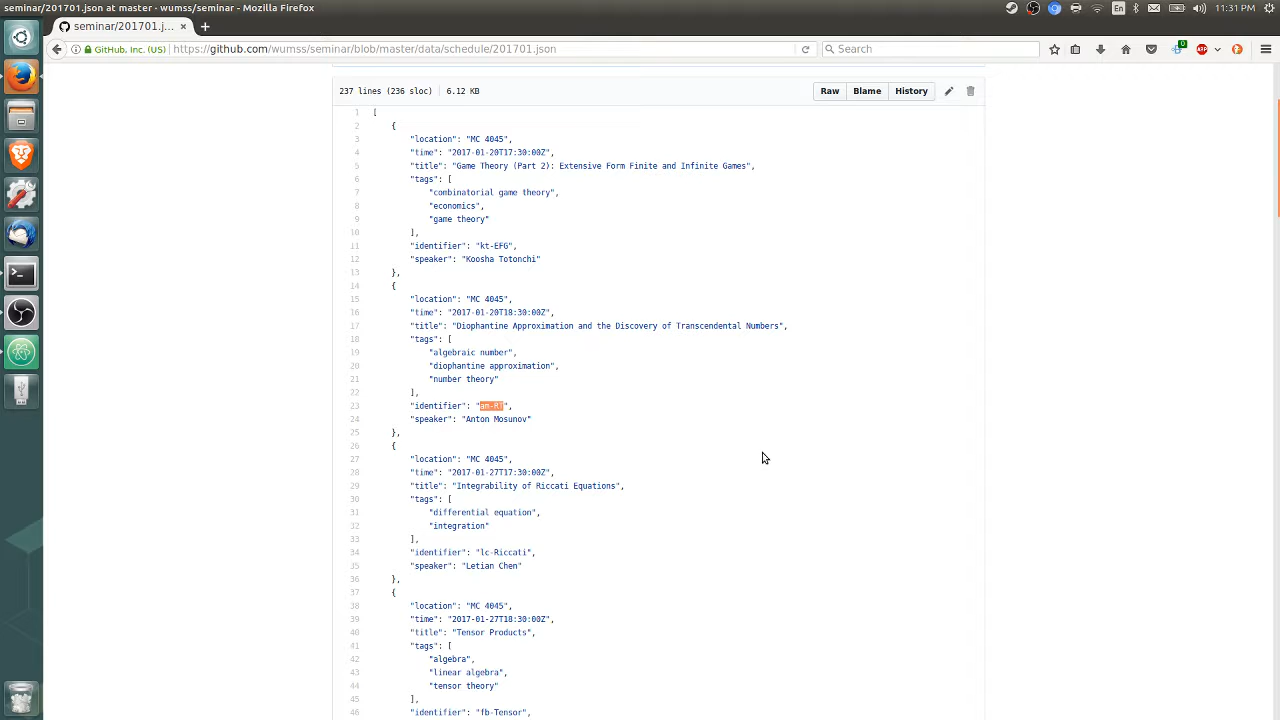 seminar/201701.json at master · wumss/seminar - Mozilla Firefox
En
11:31 PM
seminar/201701.j...
GitHub, Inc. (US)
https://github.com/wumss/seminar/blob/master/data/schedule/201701.json
Search
0
ABP
237 lines (236 sloc) 6.12 KB
Raw Blame History
1 [
2 {
3 "location": "MC 4045",
4 "time": "2017-01-20T17:30:00Z",
5 "title": "Game Theory (Part 2): Extensive Form Finite and Infinite Games",
6 "tags": [
7 "combinatorial game theory",
8 "economics",
9 "game theory"
10 ],
11 "identifier": "kt-EFG",
12 "speaker": "Koosha Totonchi"
13 },
14 {
15 "location": "MC 4045",
16 "time": "2017-01-20T18:30:00Z",
17 "title": "Diophantine Approximation and the Discovery of Transcendental Numbers",
18 "tags": [
19 "algebraic number",
20 "diophantine approximation",
21 "number theory"
22 ],
23 "identifier": "am-RT",
24 "speaker": "Anton Mosunov"
25 },
26 {
27 "location": "MC 4045",
28 "time": "2017-01-27T17:30:00Z",
29 "title": "Integrability of Riccati Equations",
30 "tags": [
31 "differential equation",
32 "integration"
33 ],
34 "identifier": "lc-Riccati",
35 "speaker": "Letian Chen"
36 },
37 {
38 "location": "MC 4045",
39 "time": "2017-01-27T18:30:00Z",
40 "title": "Tensor Products",
41 "tags": [
42 "algebra",
43 "linear algebra",
44 "tensor theory"
45 ],
46 "identifier": "fb-Tensor",